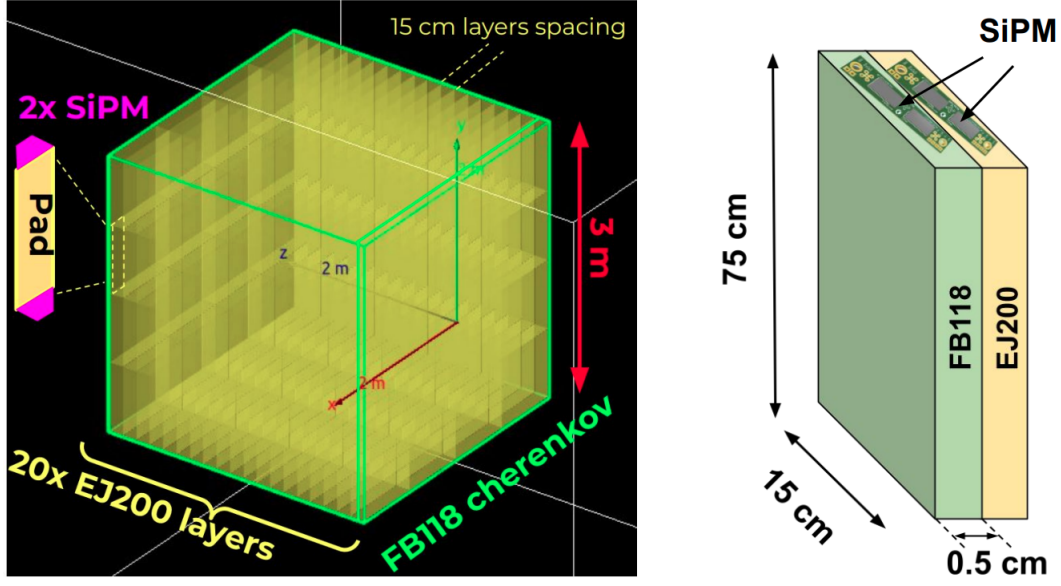 15 cm layers spacing
2x SiPM
Pad
y
z
2 m
2 m
x
3 m
20x EJ200 layers
FB118 cherenkov
SiPM
75 cm
FB118
EJ200
15 cm
0.5 cm